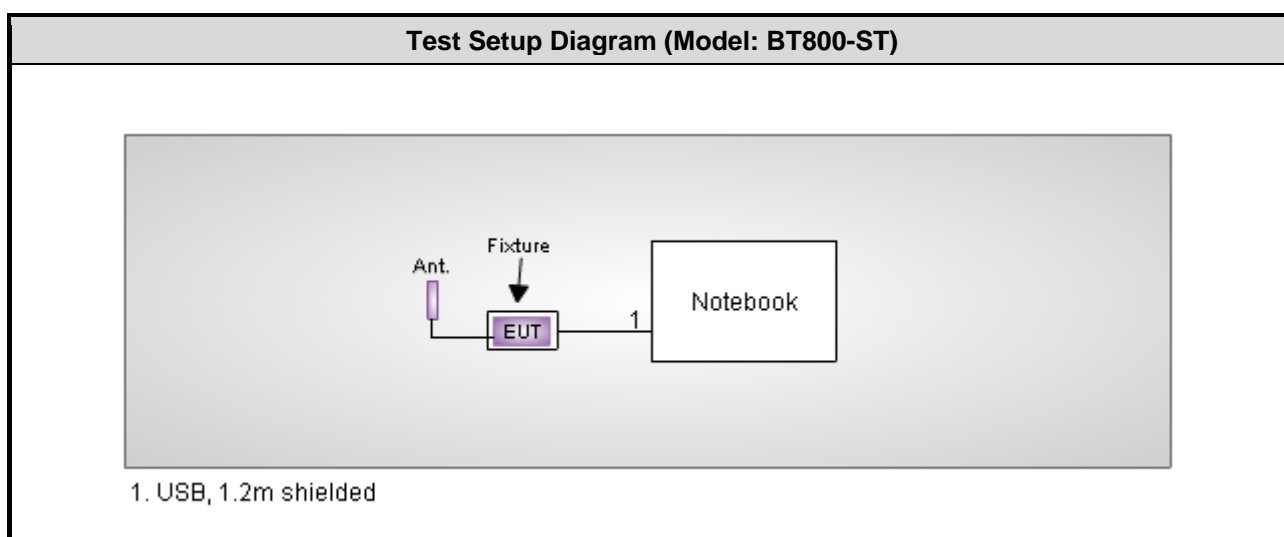 Test Setup Diagram (Model: BT800-ST)
Fixture
Ant.
EUT
1
Notebook
1. USB, 1.2m shielded